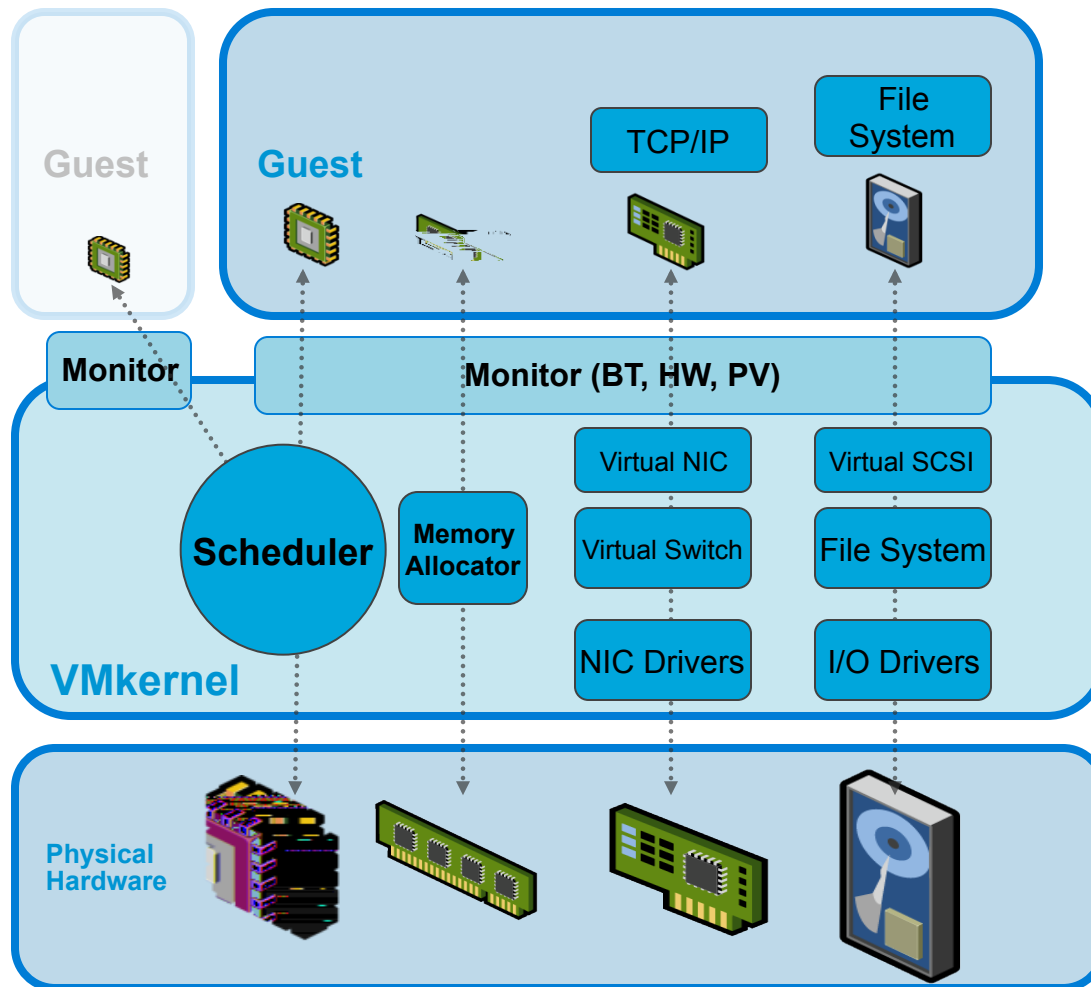 File
System
TCP/IP
Guest
Guest
Monitor
Monitor (BT, HW, PV)
Virtual NIC
Virtual SCSI
Scheduler
Memory
Allocator
Virtual Switch
File System
VMkernel
NIC Drivers
I/O Drivers
Physical
Hardware